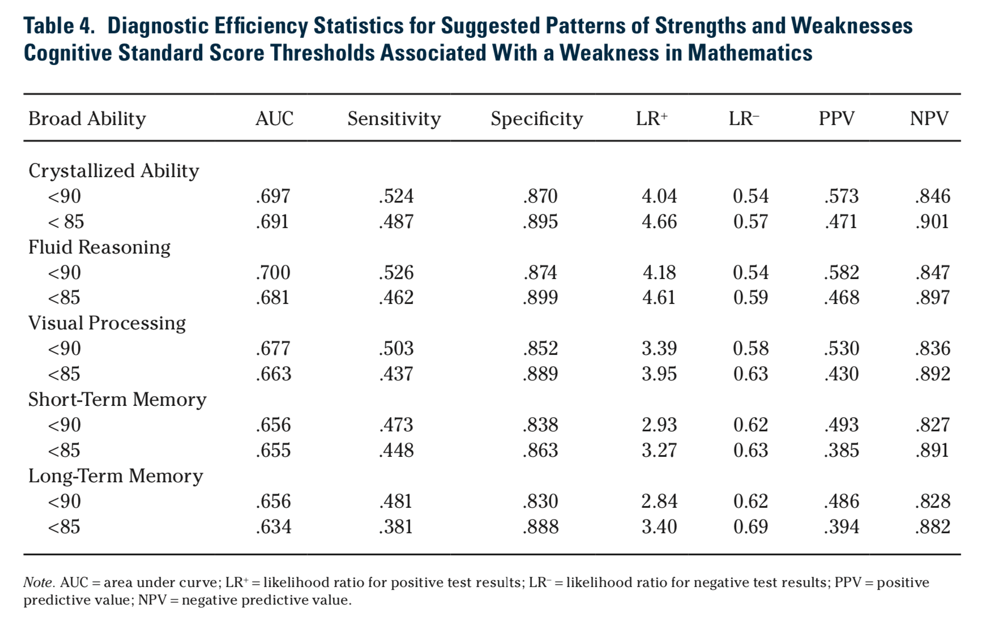 Table 4. Diagnostic Efficiency Statistics for Suggested Patterns of Strengths and Weaknesses
Cognitive Standard Score Thresholds Associated With a Weakness in Mathematics
Broad Ability AUC Sensitivity Specificity LR+ LR– PPV NPV
Crystallized Ability
<90 .697 .524 .870 4.04 0.54 .573 .846
< 85 .691 .487 .895 4.66 0.57 .471 .901
Fluid Reasoning
<90 .700 .526 .874 4.18 0.54 .582 .847
<85 .681 .462 .899 4.61 0.59 .468 .897
Visual Processing
<90 .677 .503 .852 3.39 0.58 .530 .836
<85 .663 .437 .889 3.95 0.63 .430 .892
Short-Term Memory
<90 .656 .473 .838 2.93 0.62 .493 .827
<85 .655 .448 .863 3.27 0.63 .385 .891
Long-Term Memory
<90 .656 .481 .830 2.84 0.62 .486 .828
<85 .634 .381 .888 3.40 0.69 .394 .882
Note. AUC = area under curve; LR+ = likelihood ratio for positive test results; LR– = likelihood ratio for negative test results; PPV = positive
predictive value; NPV = negative predictive value.